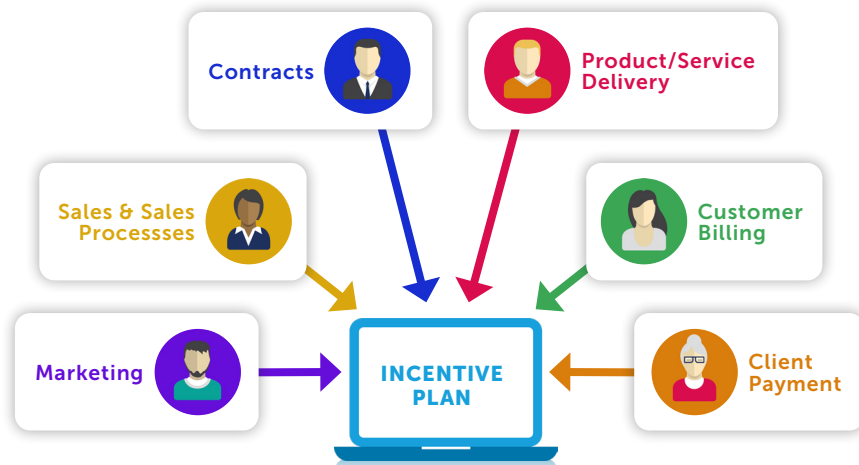 Contracts
Product/Service
Delivery
Sales & Sales
Processses
Customer
Billing
Marketing
INCENTIVE
PLAN
Client
Payment